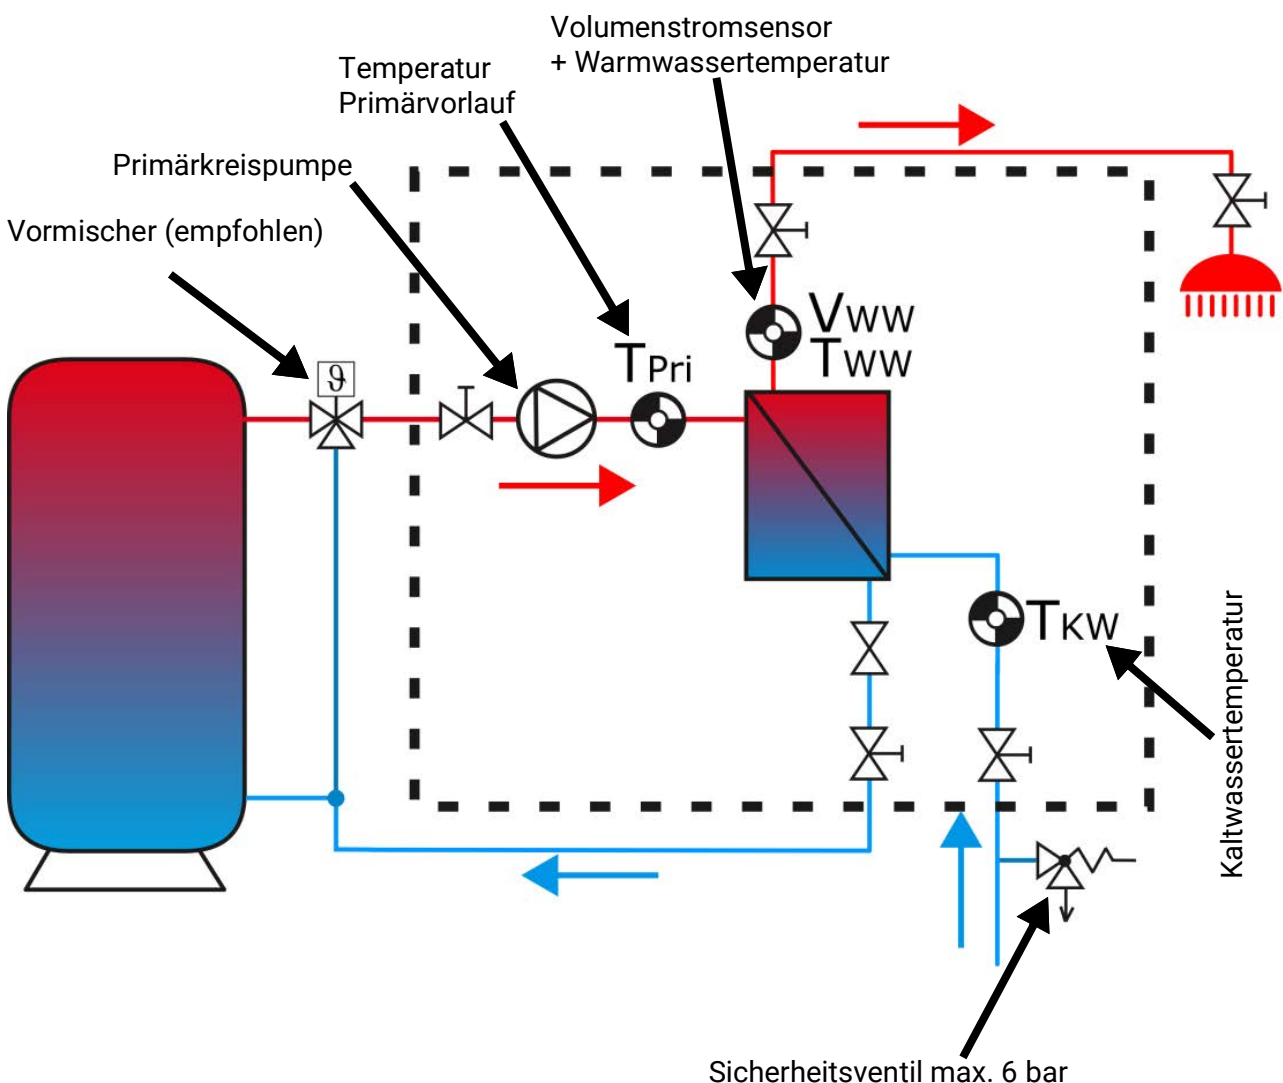 Volumenstromsensor
+ Warmwassertemperatur
Temperatur
Primärvorlauf
Primärkreispumpe
Vormischer (empfohlen)
VWW
TWW
TPri
ϑ
TKW
Kaltwassertemperatur
Sicherheitsventil max. 6 bar